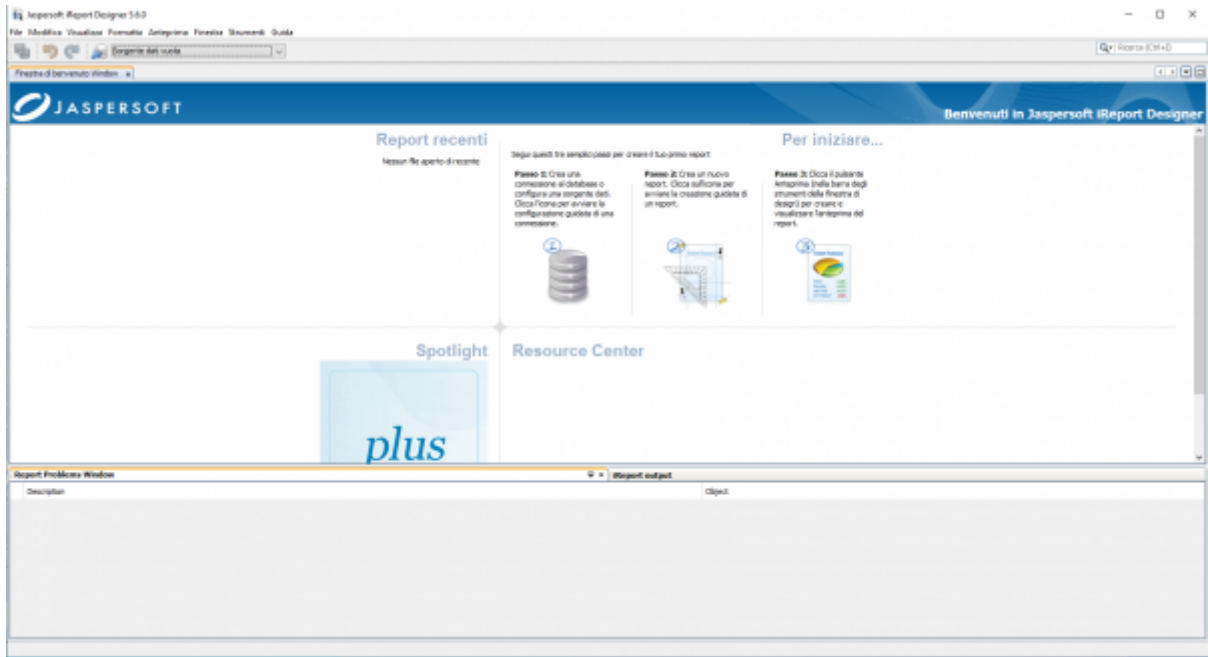 Jaspersoft iReport Designer 5.6.0
File Modifica Visualizza Formatta Anteprima Finestra Strumenti Guida
Sorgente dati vuota
Ricerca (Ctrl+I)
Finestra di benvenuto Window
JASPERSOFT
Benvenuti in Jaspersoft iReport Designer
Report recenti
Nessun file aperto di recente
Per iniziare...
Segui questi tre semplici passi per creare il tuo primo report
Passo 1: Crea una
connessione al database o
configura una sorgente dati.
Clicca l'icona per avviare la
configurazione guidata di una
connessione.
Passo 2: Crea un nuovo
report. Clicca sull'icona per
avviare la creazione guidata di
un report.
Passo 3: Clicca il pulsante
Anteprima (nella barra degli
strumenti della finestra di
design) per creare e
visualizzare l'anteprima del
report.
1
2
3
Spotlight
Resource Center
plus
Report Problems Window
iReport output
Description
Object